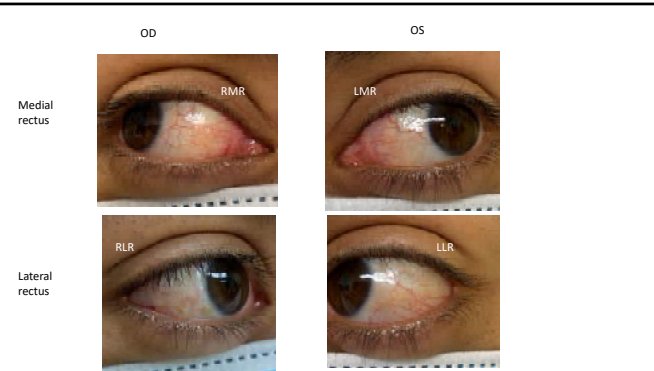 OD
OS
Medial
rectus
RMR
LMR
Lateral
rectus
RLR
LLR